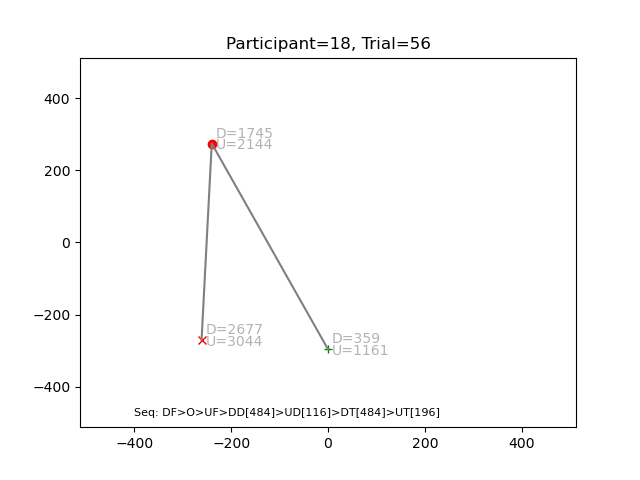 Participant=18, Trial=56
400
200
0
−200
−400
D=1745
U=2144
D=2677
U=3044
D=359
U=1161
Seq: DF>O>UF>DD[484]>UD[116]>DT[484]>UT[196]
−400
−200
0
200
400